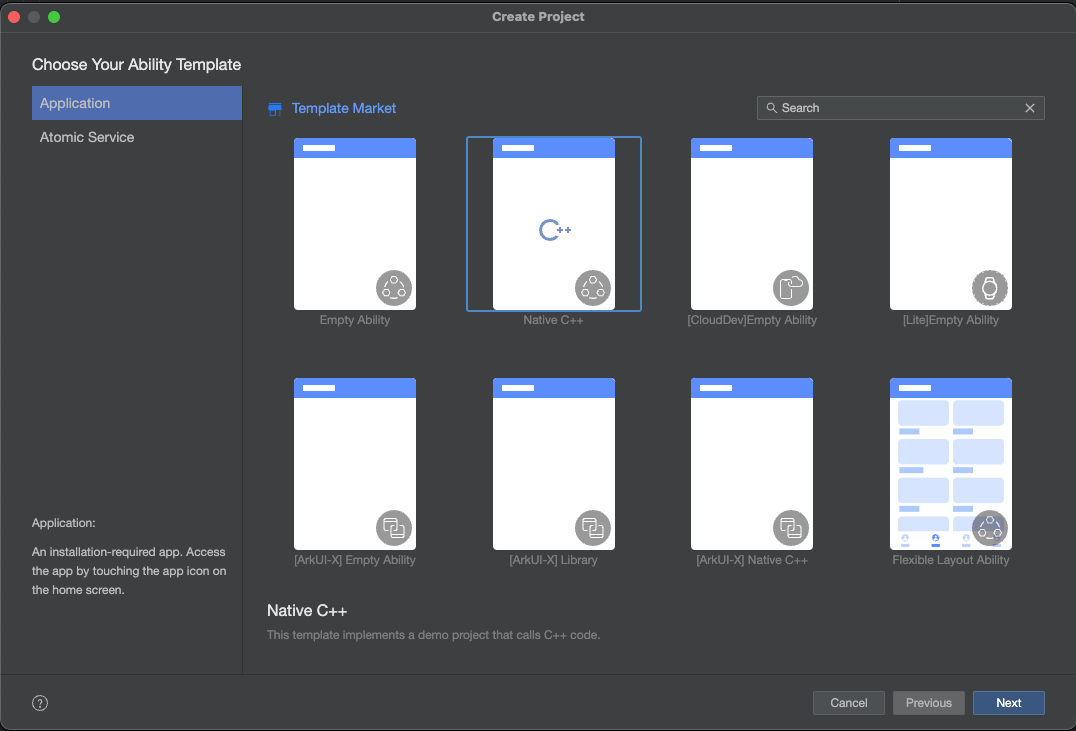 Create Project
Choose Your Ability Template
Application
Atomic Service
Template Market
Search
C++
Empty Ability
Native C++
[CloudDev]Empty Ability
[Lite]Empty Ability
[ArkUI-X] Empty Ability
[ArkUI-X] Library
[ArkUI-X] Native C++
Flexible Layout Ability
Application:
An installation-required app. Access
the app by touching the app icon on
the home screen.
Native C++
This template implements a demo project that calls C++ code.
?
Cancel
Previous
Next